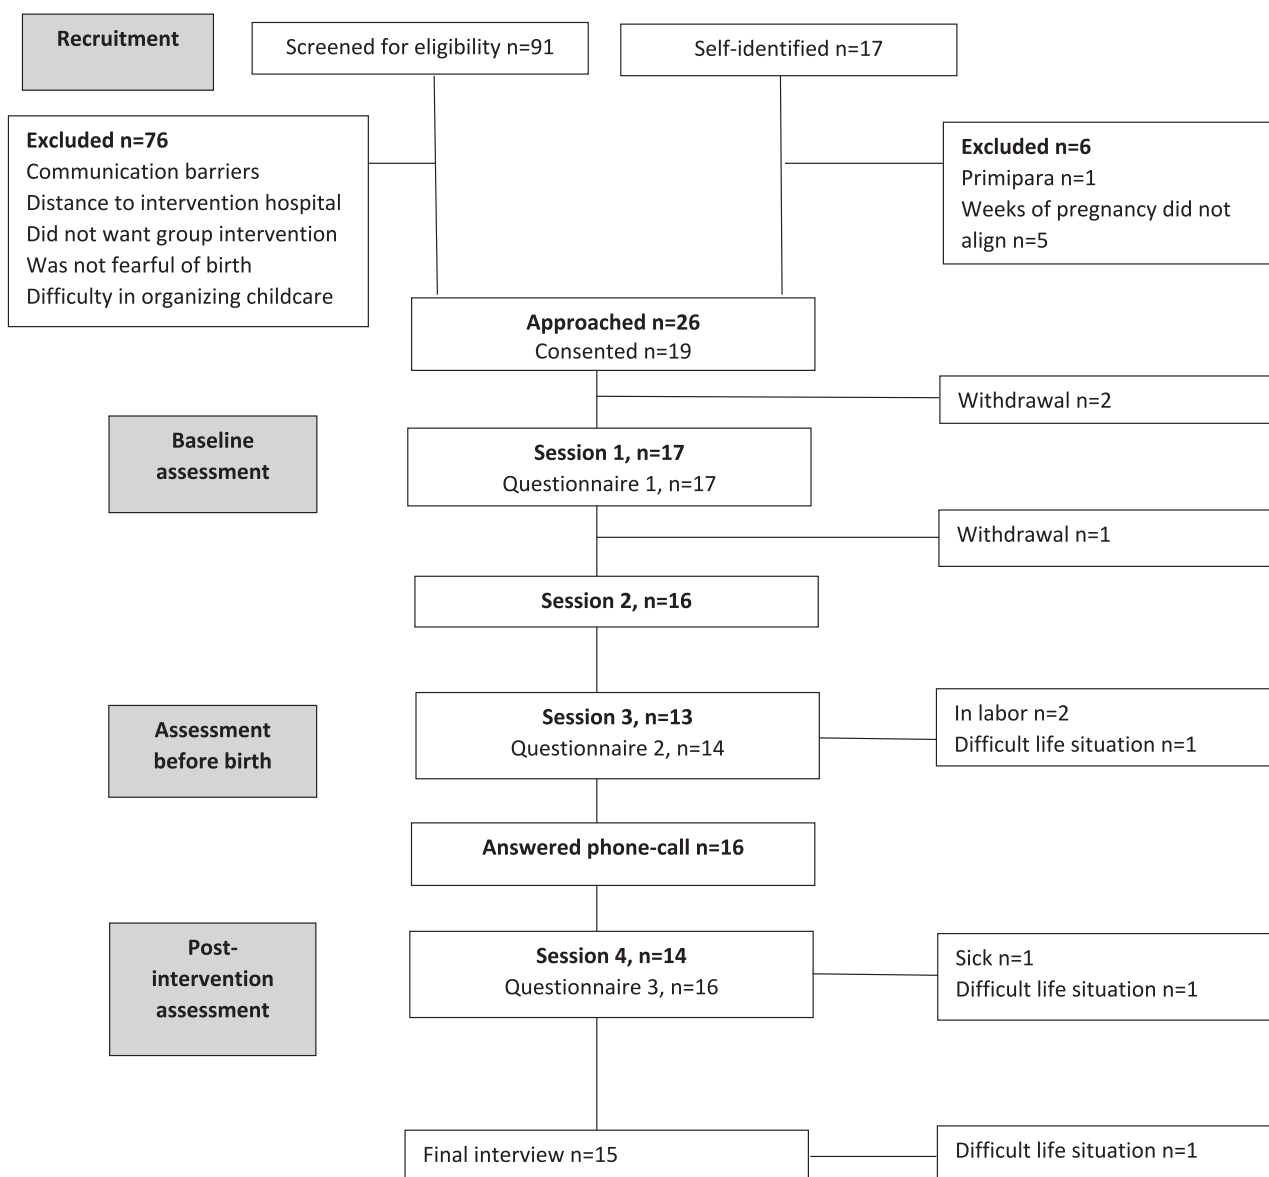 Recruitment
Screened for eligibility n=91
Self-identified n=17
Excluded n=76
Communication barriers
Distance to intervention hospital
Did not want group intervention
Was not fearful of birth
Difficulty in organizing childcare
Excluded n=6
Primipara n=1
Weeks of pregnancy did not
align n=5
Approached n=26
Consented n=19
Withdrawal n=2
Baseline
assessment
Session 1, n=17
Questionnaire 1, n=17
Withdrawal n=1
Session 2, n=16
Assessment
before birth
Session 3, n=13
Questionnaire 2, n=14
In labor n=2
Difficult life situation n=1
Answered phone-call n=16
Post-
intervention
assessment
Session 4, n=14
Questionnaire 3, n=16
Sick n=1
Difficult life situation n=1
Final interview n=15
Difficult life situation n=1